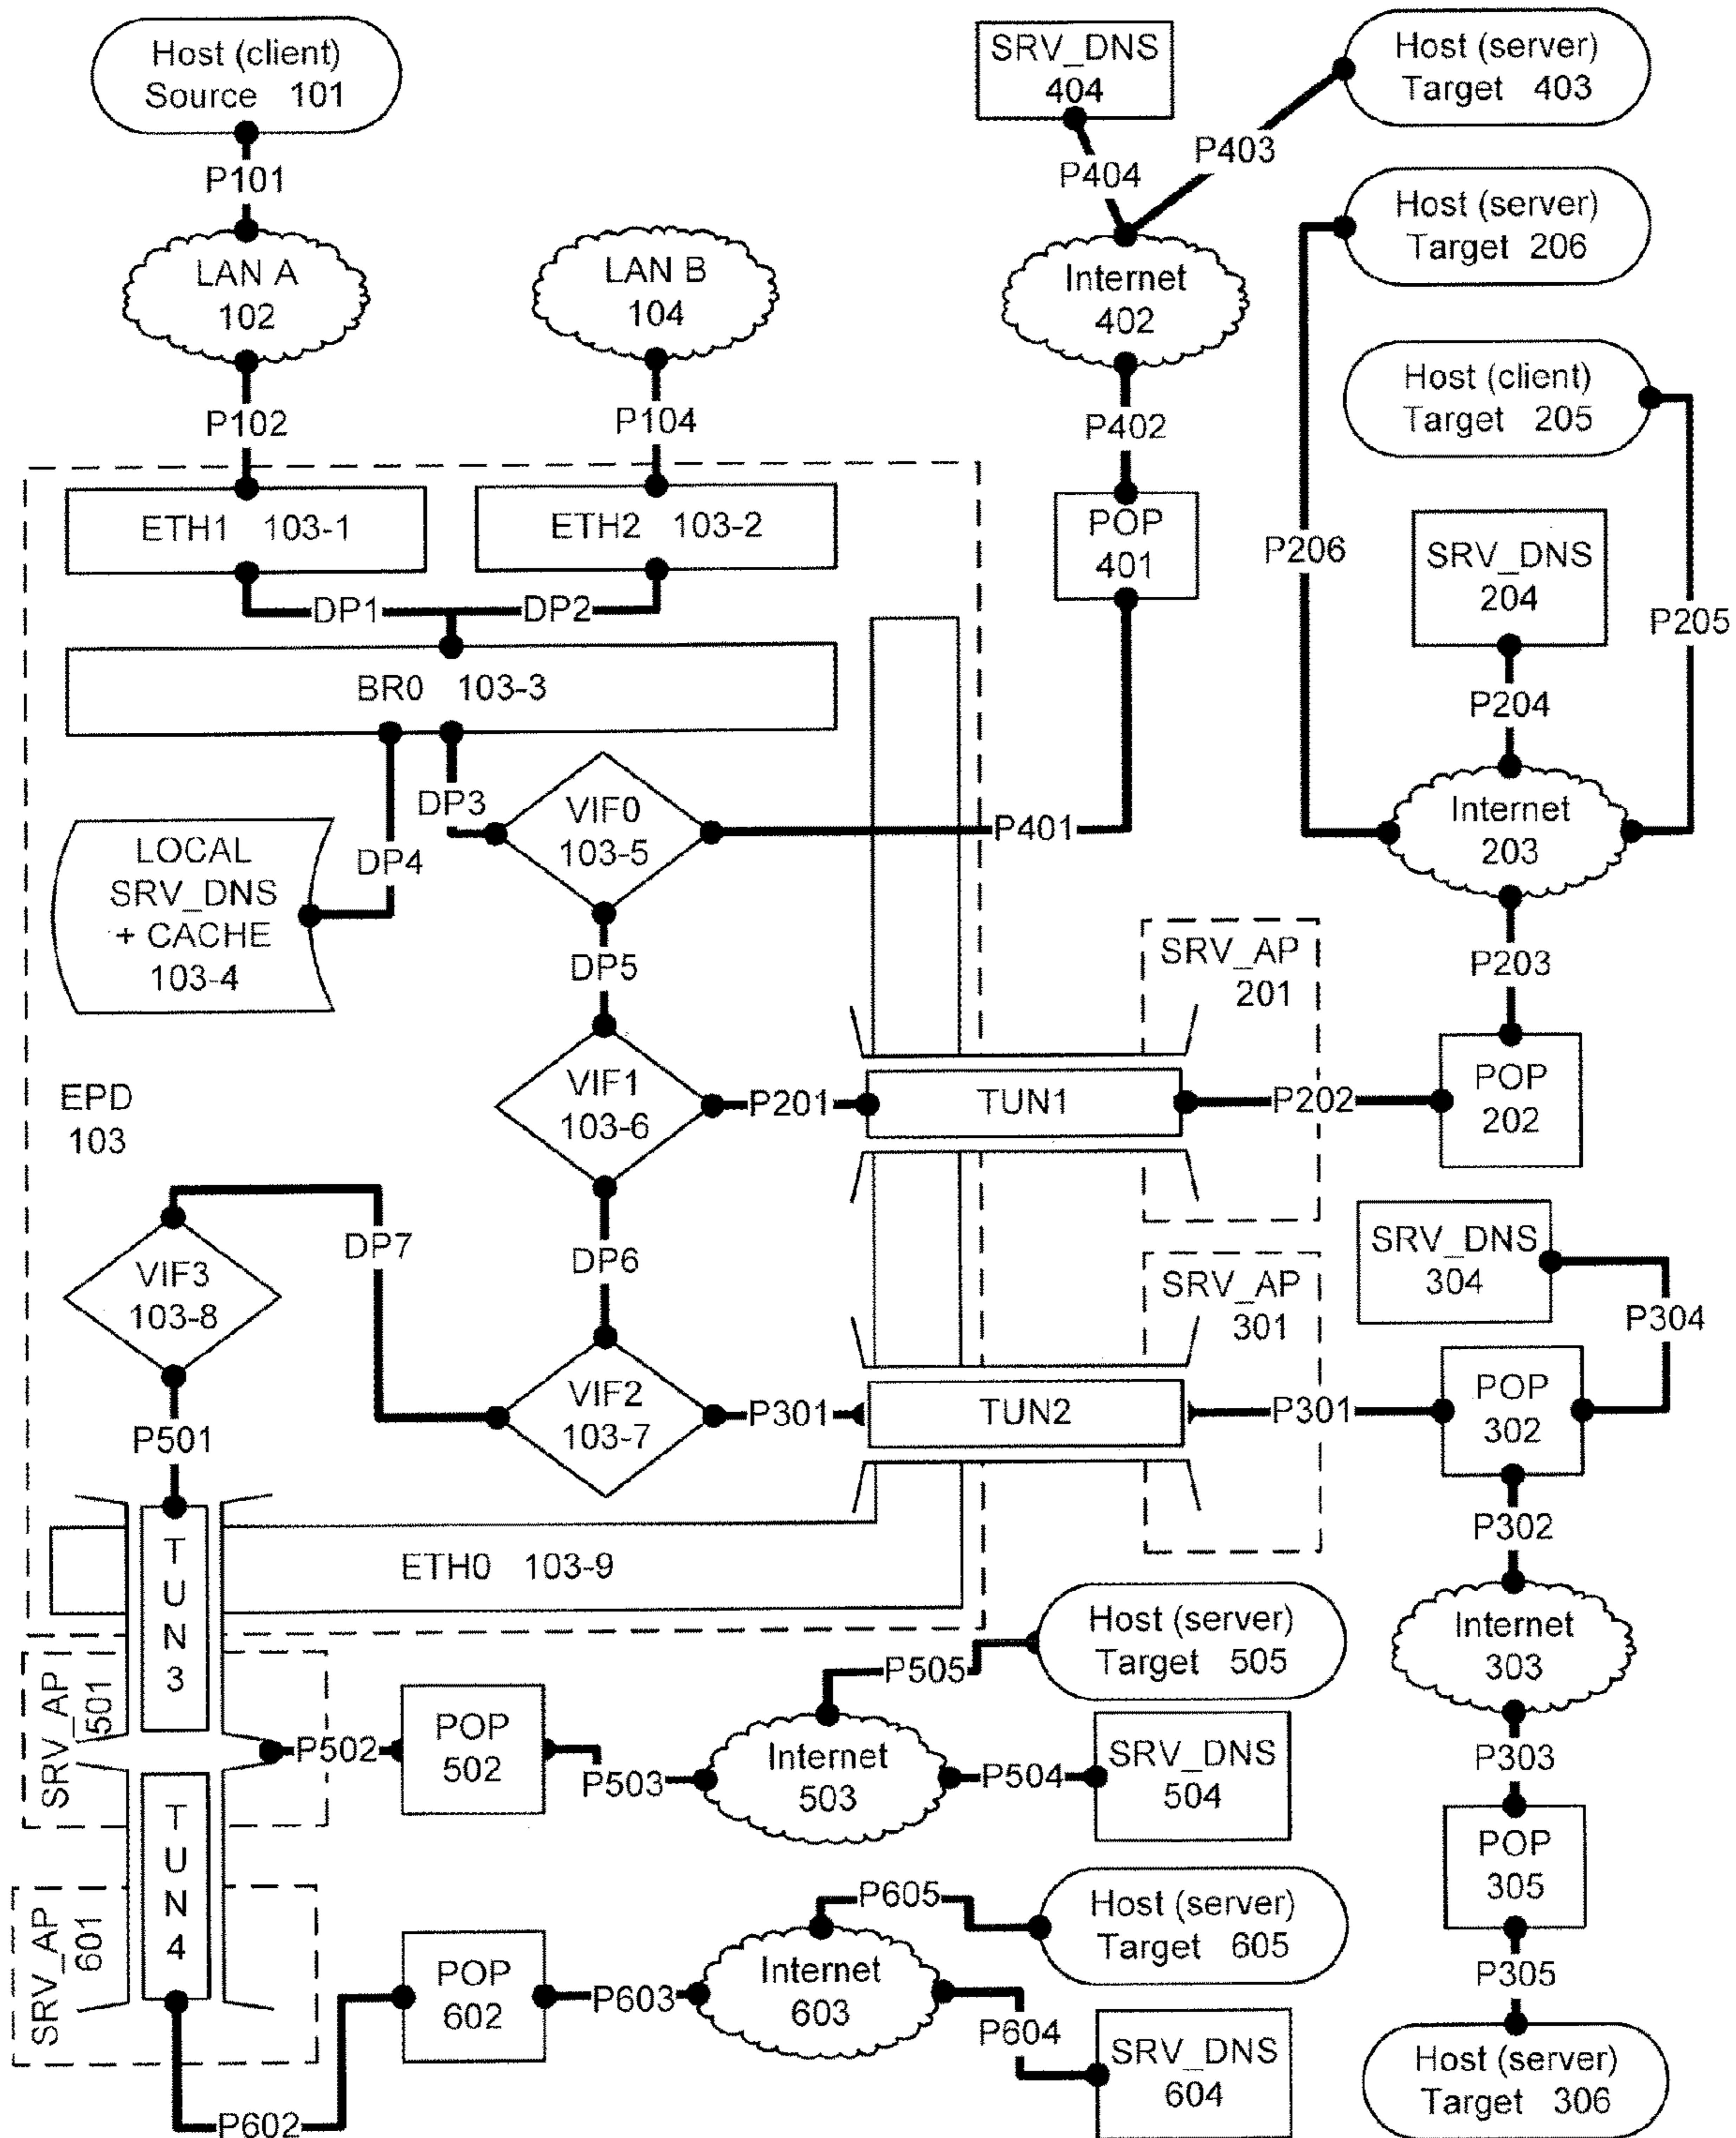 Host (client)
Source 101
SRV_DNS
404
Host (server)
Target 403
P101
P404
P403
Host (server)
Target 206
LAN A
102
LAN B
104
Internet
402
P102
P104
P402
Host (client)
Target 205
ETH1 103-1
ETH2 103-2
POP
401
P206
SRV_DNS
204
P205
DP1
DP2
BR0 103-3
P204
DP3
VIF0
103-5
P401
Internet
203
LOCAL
SRV_DNS
+ CACHE
103-4
DP4
DP5
SRV_AP
201
P203
EPD
103
VIF1
103-6
P201
TUN1
P202
POP
202
DP7
DP6
SRV_DNS
304
VIF3
103-8
SRV_AP
301
P304
P501
VIF2
103-7
P301
TUN2
P301
POP
302
P302
TUN3
ETH0 103-9
Host (server)
Target 505
Internet
303
SRV_AP
501
P505
P502
POP
502
P503
Internet
503
P504
SRV_DNS
504
P303
TUN4
POP
305
SRV_AP
601
P605
Host (server)
Target 605
POP
602
P603
Internet
603
P305
P604
SRV_DNS
604
Host (server)
Target 306
P602